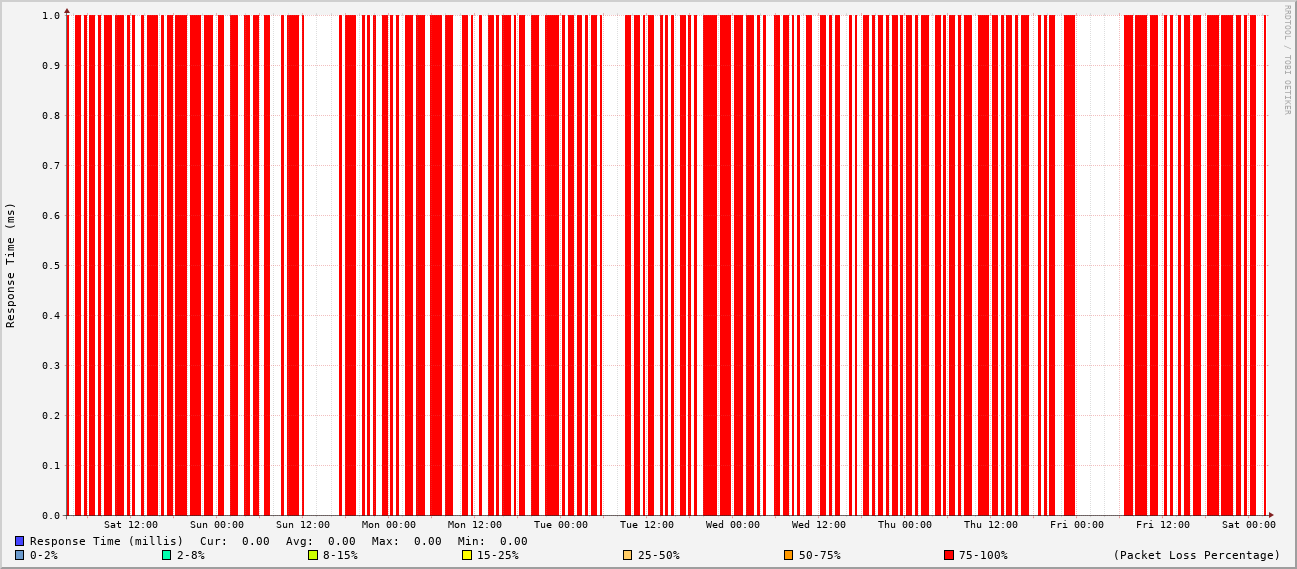 RRDTOOL / TOBI OETIKER
Response Time (ms)
1.0
0.9
0.8
0.7
0.6
0.5
0.4
0.3
0.2
0.1
0.0
Sat 12:00 Sun 00:00 Sun 12:00 Mon 00:00 Mon 12:00 Tue 00:00 Tue 12:00 Wed 00:00 Wed 12:00 Thu 00:00 Thu 12:00 Fri 00:00 Fri 12:00 Sat 00:00
Response Time (millis) Cur: 0.00 Avg: 0.00 Max: 0.00 Min: 0.00
0-2% 2-8% 8-15% 15-25% 25-50% 50-75% 75-100% (Packet Loss Percentage)